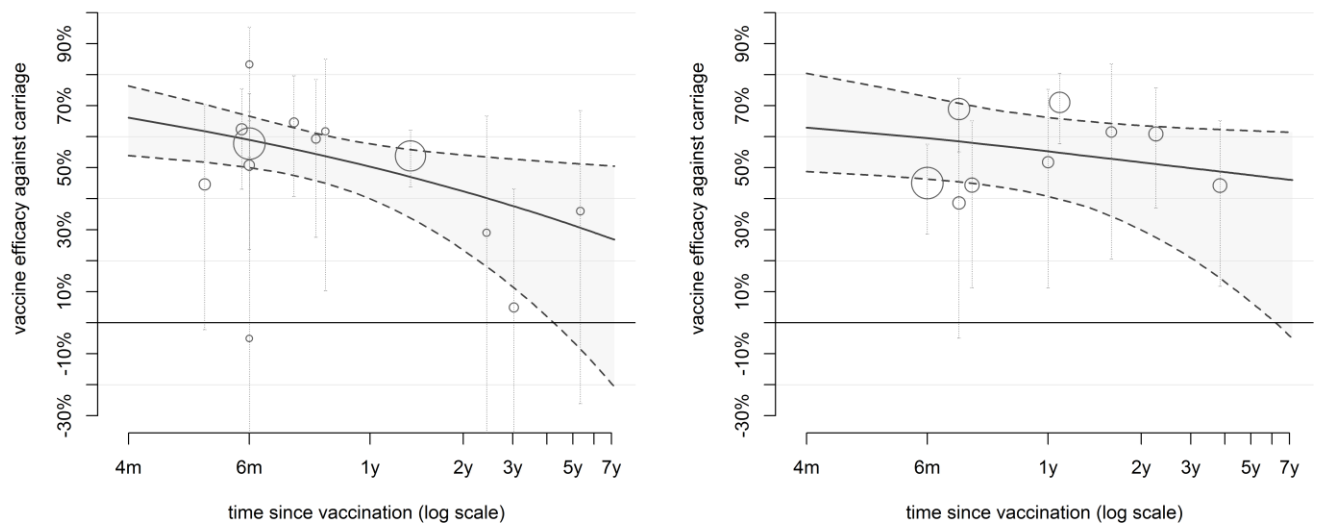 vaccine efficacy against carriage
90%
70%
50%
30%
10%
-10%
-30%
4m 6m 1y 2y 3y 5y 7y
time since vaccination (log scale)
vaccine efficacy against carriage
90%
70%
50%
30%
10%
-10%
-30%
4m 6m 1y 2y 3y 5y 7y
time since vaccination (log scale)